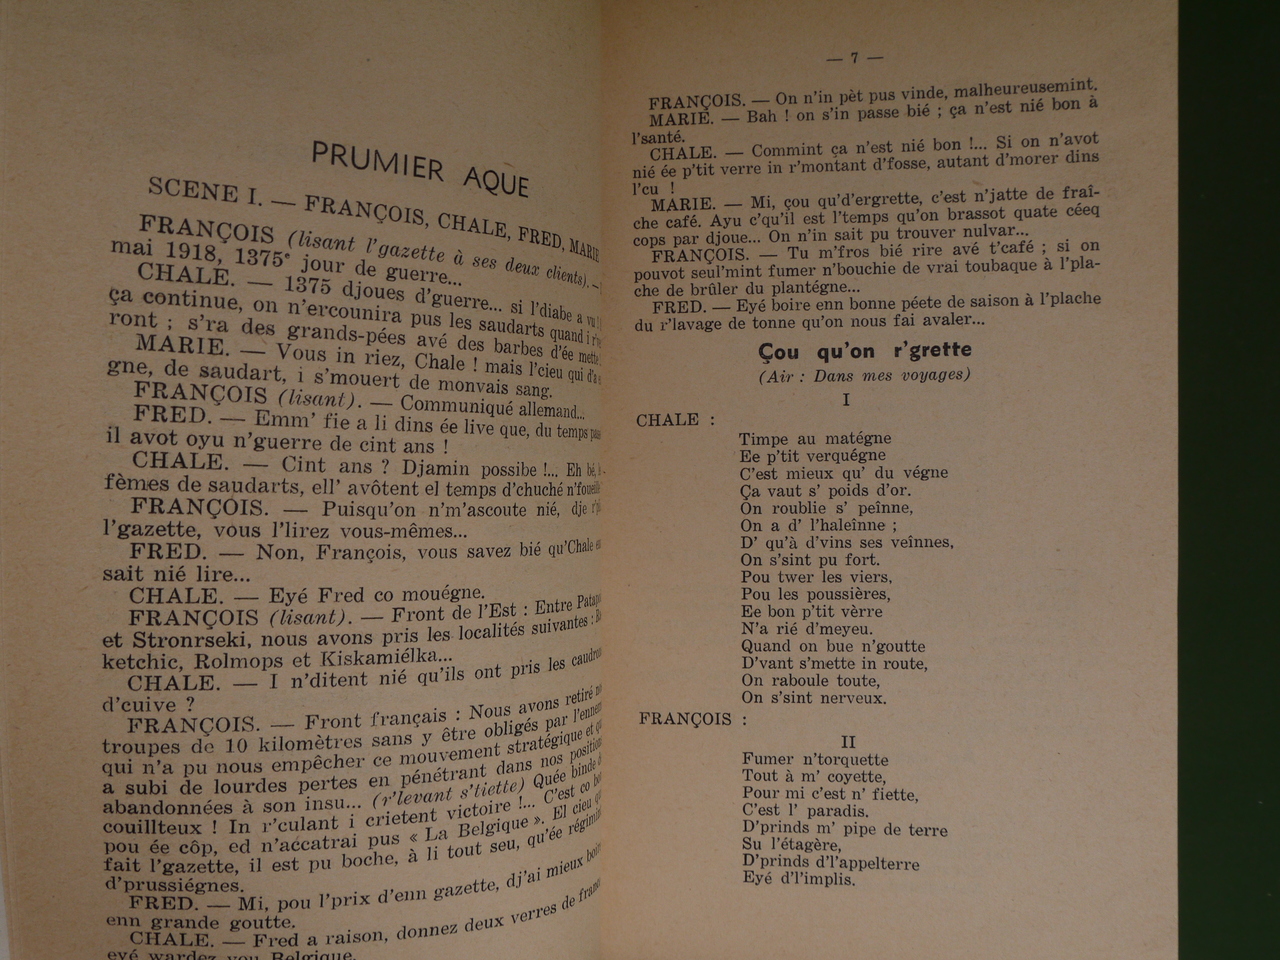 PRUMIER AQUE
SCENE I. — FRANÇOIS, CHALE, FRED, MARIE
FRANÇOIS (lisant l'gazette à ses deux clients). —
mai 1918, 1375e jour de guerre...
CHALE. — 1375 djoues d'guerre... si l'diabe a
ça continue, on n'ercounira pus les saudarts quand i
ront ; s'ra des grands-pées avé des barbes d'ée
MARIE. — Vous in riez, Chale ! mais l'cieu qui
gne, de saudart, i s'mouert de monvais sang.
FRANÇOIS (lisant). — Communiqué allemand...
FRED. — Emm' fie a li dins ée live que, du temps
il avot oyu n'guerre de cint ans !
CHALE. — Cint ans ? Djamin possibe !... Eh bé,
fèmes de saudarts, ell' avôtent el temps d'chuché
FRANÇOIS. — Puisqu'on n'm'ascoute nié, dje
l'gazette, vous l'lirez vous-mêmes...
FRED. — Non, François, vous savez bié qu'Chale
sait nié lire...
CHALE. — Eyé Fred co mouégne.
FRANÇOIS (lisant). — Front de l'Est : Entre
et Stronrseki, nous avons pris les localités suivantes :
ketchic, Rolmops et Kiskamiélka...
CHALE. — I n'ditent nié qu'ils ont pris les
d'cuive ?
FRANÇOIS. — Front français : Nous avons retiré
troupes de 10 kilomètres sans y être obligés par
qui n'a pu nous empêcher ce mouvement stratégique et
a subi de lourdes pertes en pénétrant dans nos
abandonnées à son insu... (r'levant s'tiette) Quée binde
couillteux ! In r'culant i crietent victoire !... C'est co
pou ée côp, ed n'accatrai pus « La Belgique ». El cieu
fait l'gazette, il est pu boche, à li tout seu, qu'ée
d'prussiégnes.
FRED. — Mi, pou l'prix d'enn gazette, dj'ai mieux
enn grande goutte.
CHALE. — Fred a raison, donnez deux verres de
eyé wardez vou Belgique.
— 7 —
FRANÇOIS. — On n'in pèt pus vinde, malheureusemint.
MARIE. — Bah ! on s'in passe bié ; ça n'est nié bon à
l'santé.
CHALE. — Commint ça n'est nié bon !... Si on n'avot
nié ée p'tit verre in r'montant d'fosse, autant d'morer dins
l'cu !
MARIE. — Mi, çou qu'd'ergrette, c'est n'jatte de fraî-
che café. Ayu c'qu'il est l'temps qu'on brassot quate céeq
cops par djoue... On n'in sait pu trouver nulvar...
FRANÇOIS. — Tu m'fros bié rire avé t'café ; si on
pouvot seul'mint fumer n'bouchie de vrai toubaque à l'pla-
che de brûler du plantégne...
FRED. — Eyé boire enn bonne péete de saison à l'plache
du r'lavage de tonne qu'on nous fai avaler...
Çou qu'on r'grette
(Air : Dans mes voyages)
I
CHALE :
Timpe au matégne
Ee p'tit verquégne
C'est mieux qu' du végne
Ça vaut s' poids d'or.
On roublie s' peînne,
On a d' l'haleînne ;
D' qu'à d'vins ses veînnes,
On s'sint pu fort.
Pou twer les viers,
Pou les poussières,
Ee bon p'tit vèrre
N'a rié d'meyeu.
Quand on bue n'goutte
D'vant s'mette in route,
On raboule toute,
On s'sint nerveux.
FRANÇOIS :
II
Fumer n'torquette
Tout à m' coyette,
Pour mi c'est n' fiette,
C'est l' paradis.
D'prinds m' pipe de terre
Su l'étagère,
D'prinds d'l'appelterre
Eyé d'l'implis.